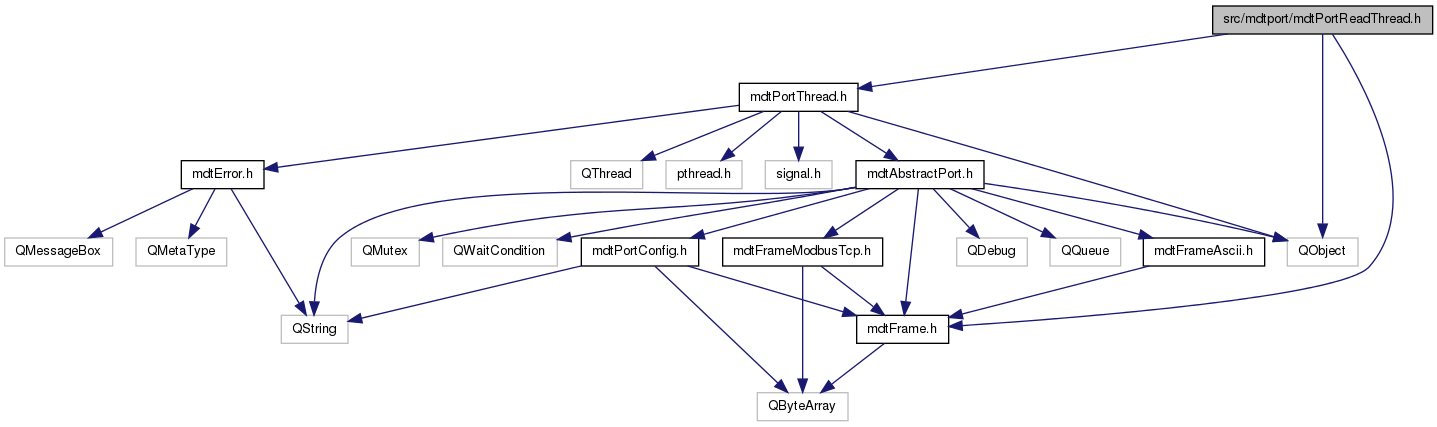 src/mdtport/mdtPortReadThread.h
mdtPortThread.h
mdtError.h
QThread
pthread.h
signal.h
mdtAbstractPort.h
QMessageBox
QMetaType
QMutex
QWaitCondition
mdtPortConfig.h
mdtFrameModbusTcp.h
QDebug
QQueue
mdtFrameAscii.h
QObject
QString
mdtFrame.h
QByteArray